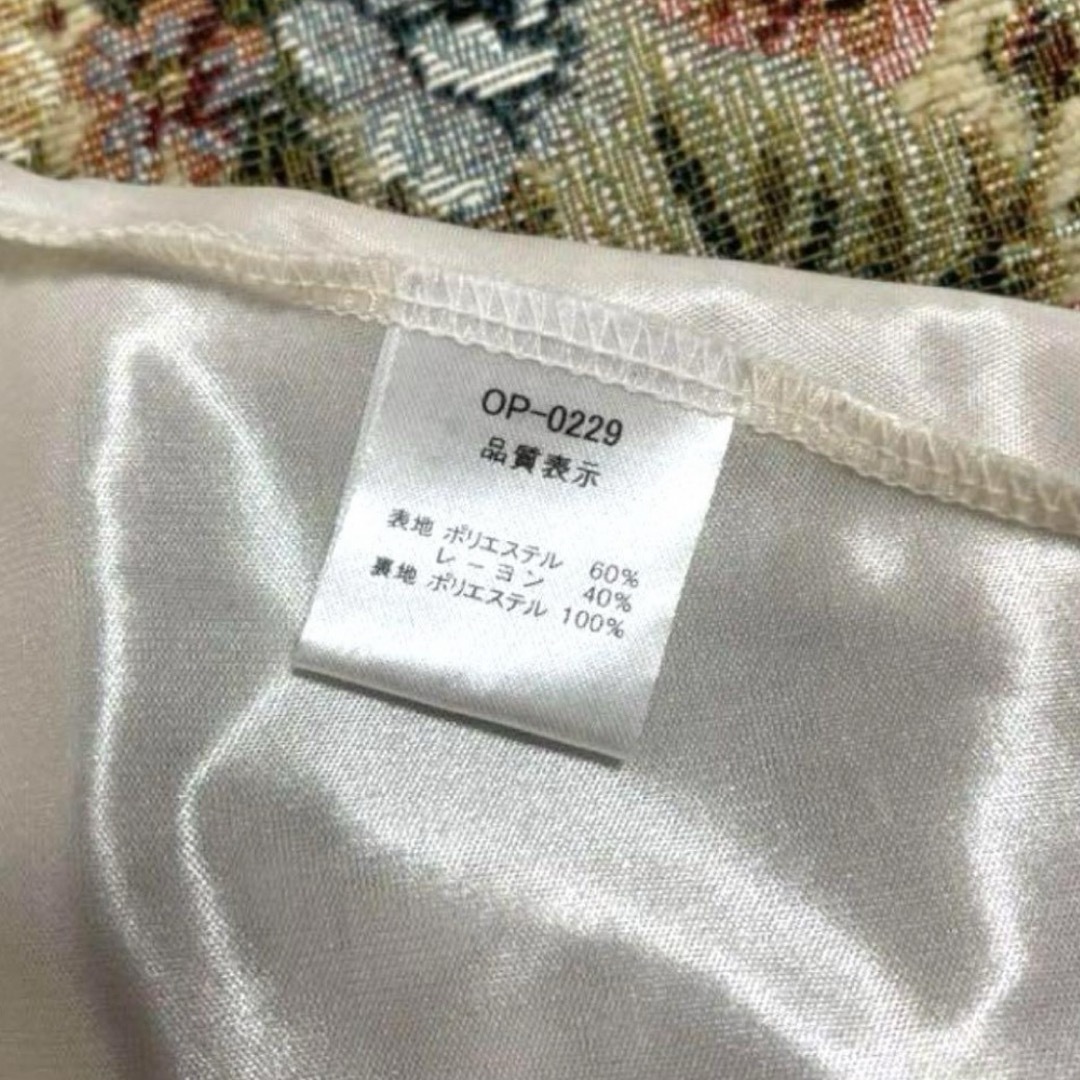 OP-0229
品質表示
表地 ポリエステル 60%
レーヨン 40%
裏地 ポリエステル 100%